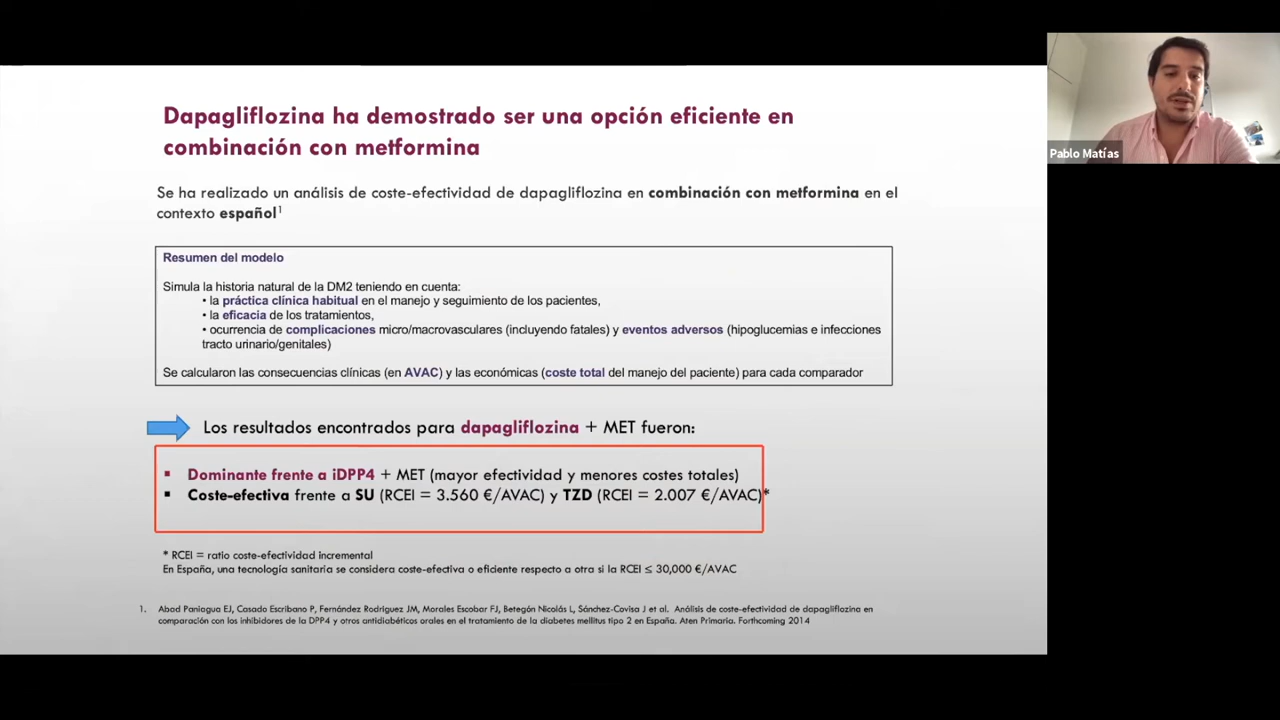 Dapagliflozina ha demostrado ser una opción eficiente en
combinación con metformina
Se ha realizado un análisis de coste-efectividad de dapagliflozina en combinación con metformina en el
contexto español1
Resumen del modelo
Simula la historia natural de la DM2 teniendo en cuenta:
• la práctica clínica habitual en el manejo y seguimiento de los pacientes,
• la eficacia de los tratamientos,
• ocurrencia de complicaciones micro/macrovasculares (incluyendo fatales) y eventos adversos (hipoglucemias e infecciones
tracto urinario/genitales)
Se calcularon las consecuencias clínicas (en AVAC) y las económicas (coste total del manejo del paciente) para cada comparador
Los resultados encontrados para dapagliflozina + MET fueron:
▪ Dominante frente a iDPP4 + MET (mayor efectividad y menores costes totales)
▪ Coste-efectiva frente a SU (RCEI = 3.560 €/AVAC) y TZD (RCEI = 2.007 €/AVAC)*
* RCEI = ratio coste-efectividad incremental
En España, una tecnología sanitaria se considera coste-efectiva o eficiente respecto a otra si la RCEI ≤ 30,000 €/AVAC
1. Abad Paniagua EJ, Casado Escribano P, Fernández Rodriguez JM, Morales Escobar FJ, Betegón Nicolás L, Sánchez-Covisa J et al. Análisis de coste-efectividad de dapagliflozina en
comparación con los inhibidores de la DPP4 y otros antidiabéticos orales en el tratamiento de la diabetes mellitus tipo 2 en España. Aten Primaria. Forthcoming 2014
Pablo Matías